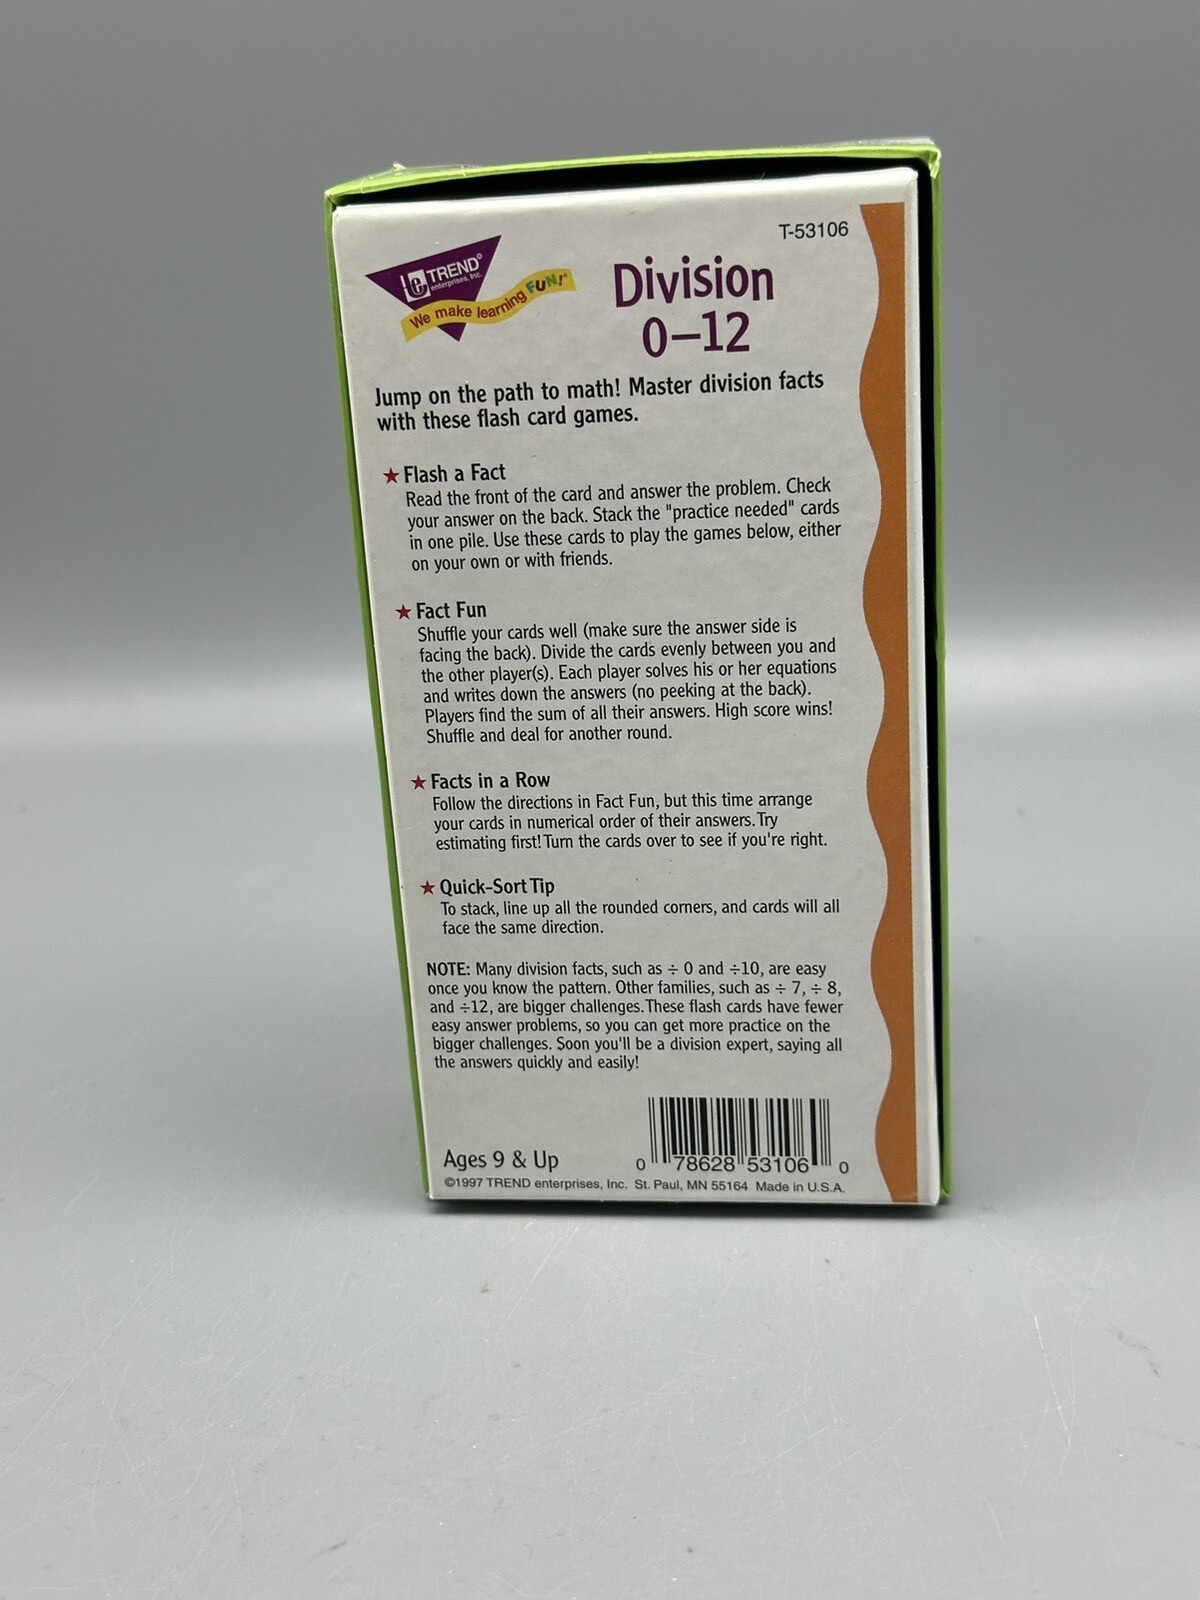 T-53106
TREND®
enterprises, Inc.
We make learning FUN!®
Division
0–12
Jump on the path to math! Master division facts
with these flash card games.
★ Flash a Fact
Read the front of the card and answer the problem. Check
your answer on the back. Stack the "practice needed" cards
in one pile. Use these cards to play the games below, either
on your own or with friends.
★ Fact Fun
Shuffle your cards well (make sure the answer side is
facing the back). Divide the cards evenly between you and
the other player(s). Each player solves his or her equations
and writes down the answers (no peeking at the back).
Players find the sum of all their answers. High score wins!
Shuffle and deal for another round.
★ Facts in a Row
Follow the directions in Fact Fun, but this time arrange
your cards in numerical order of their answers. Try
estimating first! Turn the cards over to see if you're right.
★ Quick-Sort Tip
To stack, line up all the rounded corners, and cards will all
face the same direction.
NOTE: Many division facts, such as ÷ 0 and ÷10, are easy
once you know the pattern. Other families, such as ÷ 7, ÷ 8,
and ÷12, are bigger challenges. These flash cards have fewer
easy answer problems, so you can get more practice on the
bigger challenges. Soon you'll be a division expert, saying all
the answers quickly and easily!
Ages 9 & Up
0 78628 53106 0
©1997 TREND enterprises, Inc. St. Paul, MN 55164 Made in U.S.A.